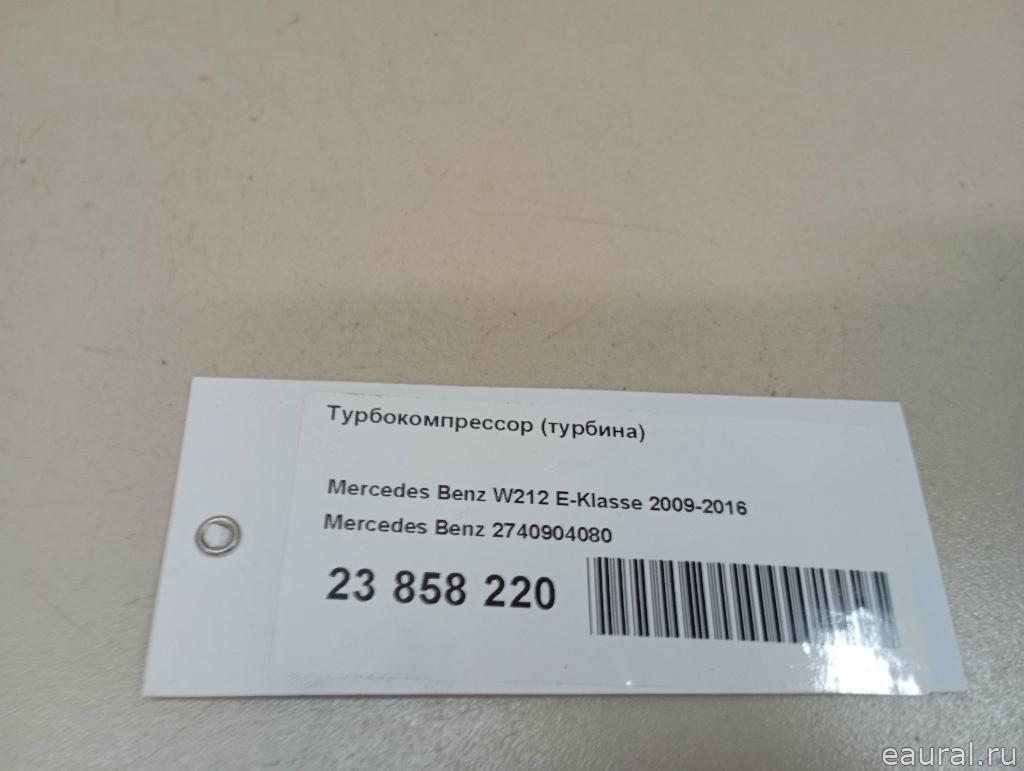 Турбокомпрессор (турбина)
Mercedes Benz W212 E-Klasse 2009-2016
Mercedes Benz 2740904080
23 858 220
eaural.ru